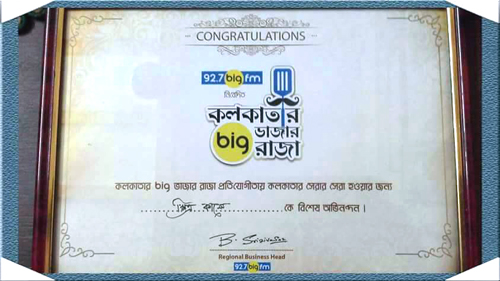 CONGRATULATIONS
92.7 big fm
নিবেদিত
কলকাতার
big ভাজার
রাজা
কলকাতার big ভাজার রাজা প্রতিযোগীতায় কলকাতার সেরার সেরা হওয়ার জন্য
কে বিশেষ অভিনন্দন ।
Regional Business Head
92.7 big fm